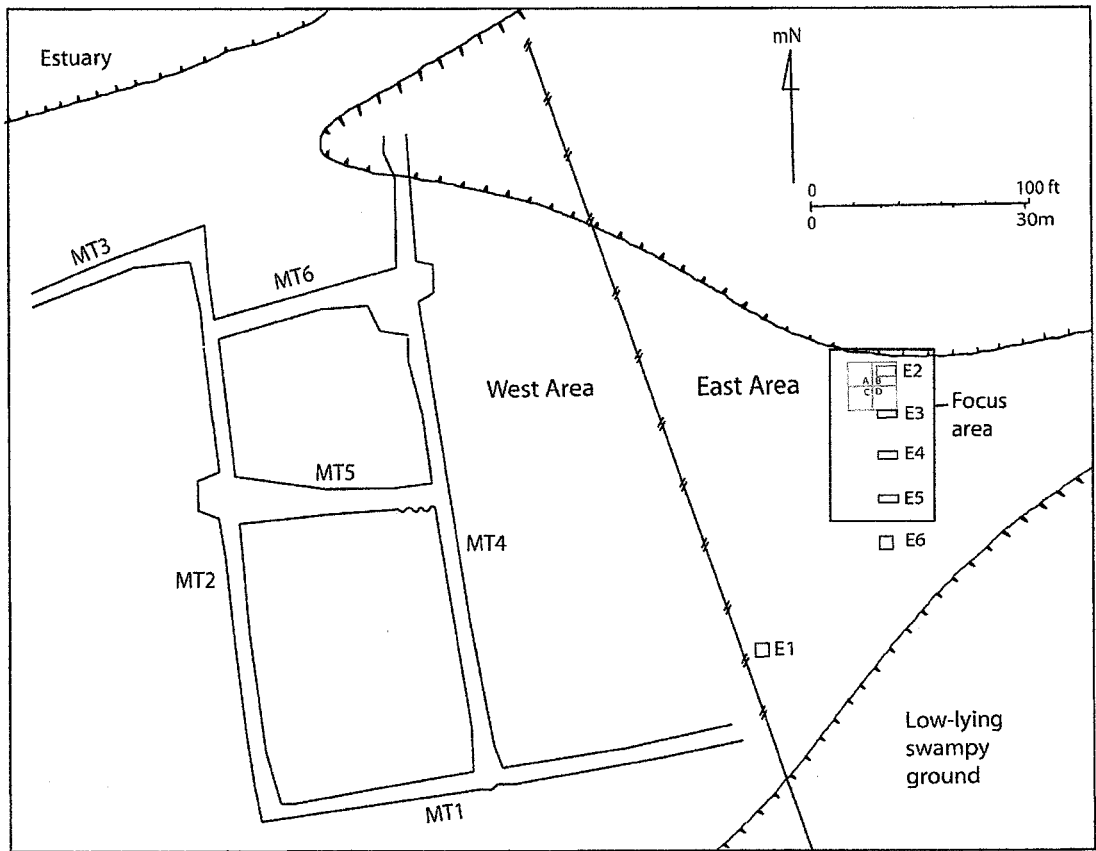 Estuary
mN
0 100 ft
0 30m
MT3
MT6
West Area
East Area
A B
C D
E2
E3
E4
E5
Focus
area
E6
MT5
MT4
MT2
E1
Low-lying
swampy
ground
MT1